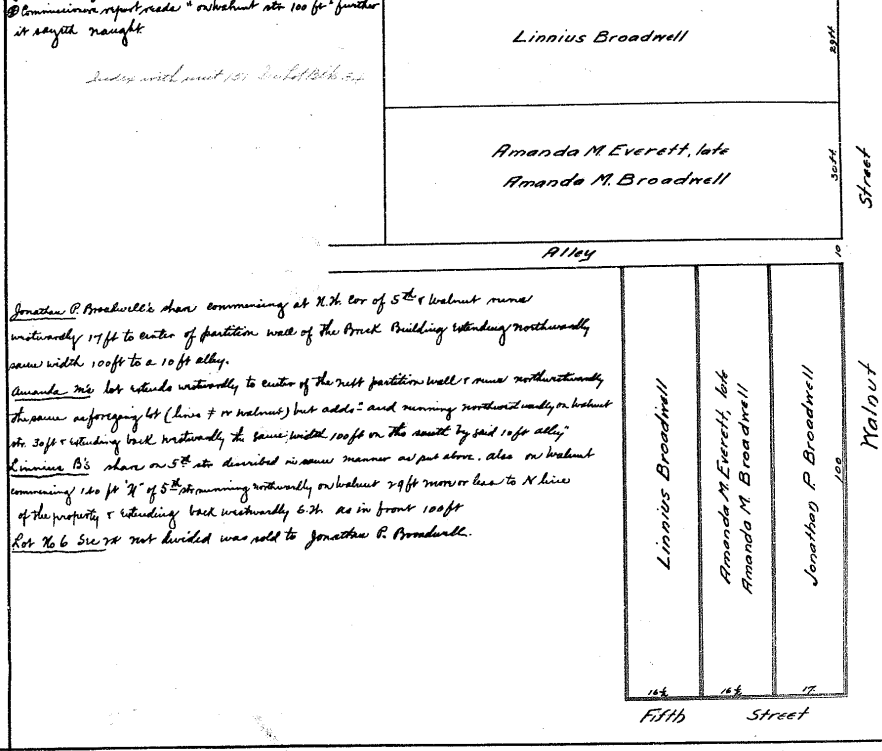 ⊕ Commissioners report reads "on Walnut str 100 ft" further
it sayeth naught.
Index with
Linnius Broadwell
29 ft
Amanda M. Everett, late
Amanda M. Broadwell
30 ft
Street
Alley
10
Jonathan P. Broadwell's share commencing at N.W. Cor of 5th & Walnut runs
westwardly 17 ft to center of partition wall of the Brick Building extending northwardly
same width 100 ft to a 10 ft alley.
Amanda M's lot extends westwardly to center of the next partition wall & runs northwestwardly
the same as foregoing lot (lines or Walnut) but adds "and running northwardly on Walnut
str. 30 ft & extending back westwardly the same width 100 ft on the south by said 10 ft alley"
Linnius B's share on 5th str described in same manner as put above. also on Walnut
commencing 140 ft "N" of 5th str running northwardly on Walnut 29 ft more or less to N line
of the property & extending back westwardly S.W. as in front 100 ft
Lot No 6 Sec not divided was sold to Jonathan P. Broadwell.
Linnius Broadwell
Amanda M. Everett, late
Amanda M. Broadwell
Jonathan P. Broadwell
100
Walnut
16½
16½
17.
Fifth Street